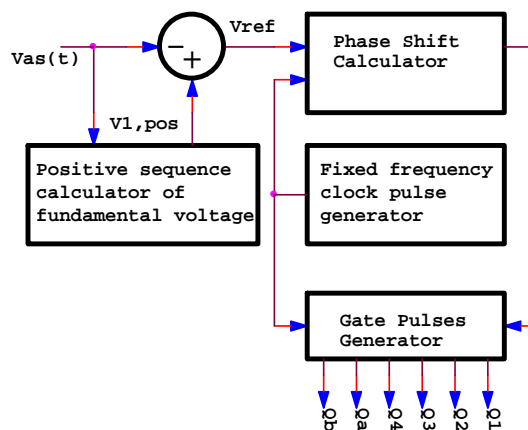 Vref
Vas(t)
-
+
V1,pos
Phase Shift
Calculator
Positive sequence
calculator of
fundamental voltage
Fixed frequency
clock pulse
generator
Gate Pulses
Generator
Qb
Qa
Q4
Q3
Q2
Q1